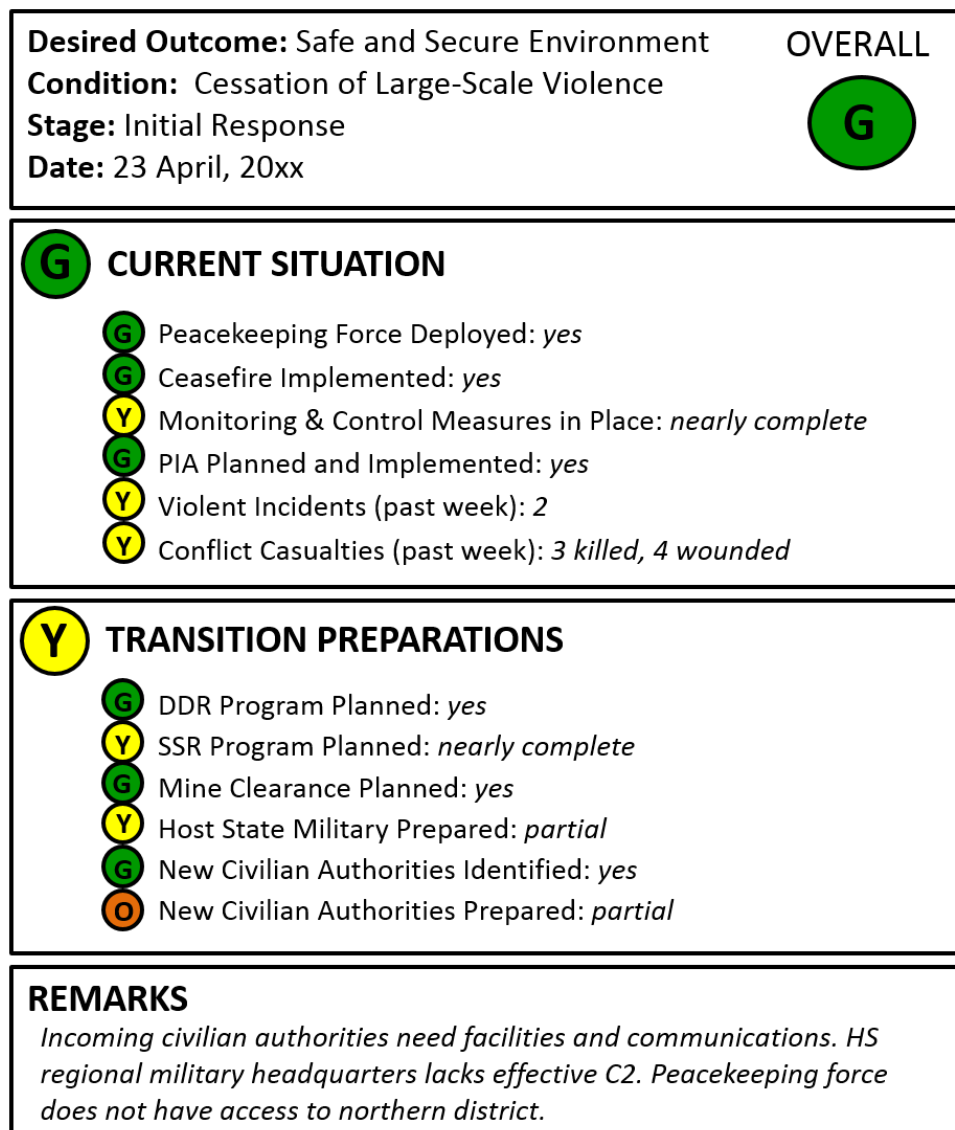 Desired Outcome: Safe and Secure Environment
OVERALL
Condition: Cessation of Large-Scale Violence
G
Stage: Initial Response
Date: 23 April, 20xx
G CURRENT SITUATION
G Peacekeeping Force Deployed: yes
G Ceasefire Implemented: yes
Y Monitoring & Control Measures in Place: nearly complete
G PIA Planned and Implemented: yes
Y Violent Incidents (past week): 2
Y Conflict Casualties (past week): 3 killed, 4 wounded
Y TRANSITION PREPARATIONS
G DDR Program Planned: yes
Y SSR Program Planned: nearly complete
G Mine Clearance Planned: yes
Y Host State Military Prepared: partial
G New Civilian Authorities Identified: yes
O New Civilian Authorities Prepared: partial
REMARKS
Incoming civilian authorities need facilities and communications. HS
regional military headquarters lacks effective C2. Peacekeeping force
does not have access to northern district.